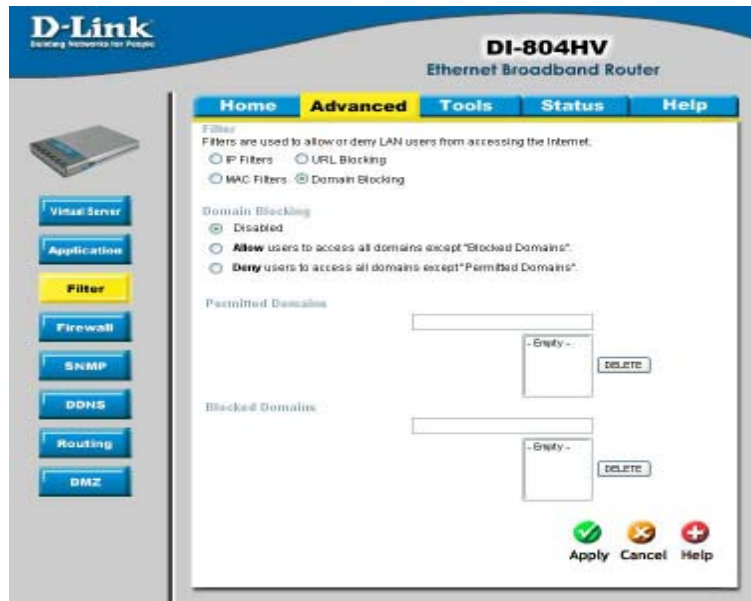 D-Link
Building Networks for People
DI-804HV
Ethernet Broadband Router
Home Advanced Tools Status Help
Filter
Filters are used to allow or deny LAN users from accessing the Internet.
IP Filters URL Blocking
MAC Filters Domain Blocking
Domain Blocking
Disabled
Allow users to access all domains except "Blocked Domains".
Deny users to access all domains except "Permitted Domains".
Permitted Domains
- Empty -
DELETE
Blocked Domains
- Empty -
DELETE
Apply Cancel Help
Virtual Server
Application
Filter
Firewall
SNMP
DDNS
Routing
DMZ